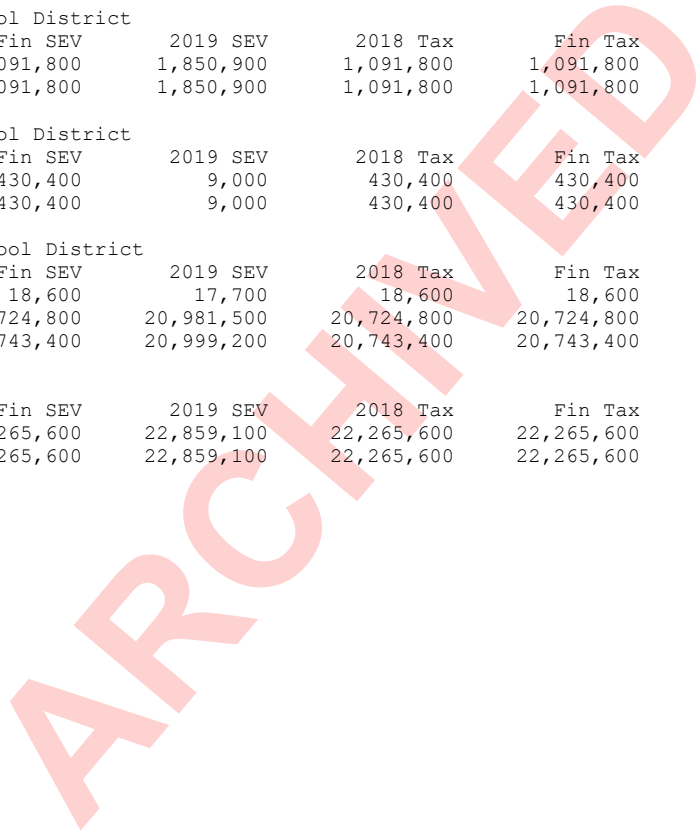 ol District
Fin SEV 2019 SEV 2018 Tax Fin Tax
091,800 1,850,900 1,091,800 1,091,800
091,800 1,850,900 1,091,800 1,091,800
ol District
Fin SEV 2019 SEV 2018 Tax Fin Tax
430,400 9,000 430,400 430,400
430,400 9,000 430,400 430,400
ool District
Fin SEV 2019 SEV 2018 Tax Fin Tax
18,600 17,700 18,600 18,600
724,800 20,981,500 20,724,800 20,724,800
743,400 20,999,200 20,743,400 20,743,400
Fin SEV 2019 SEV 2018 Tax Fin Tax
265,600 22,859,100 22,265,600 22,265,600
265,600 22,859,100 22,265,600 22,265,600
ARCHIVED